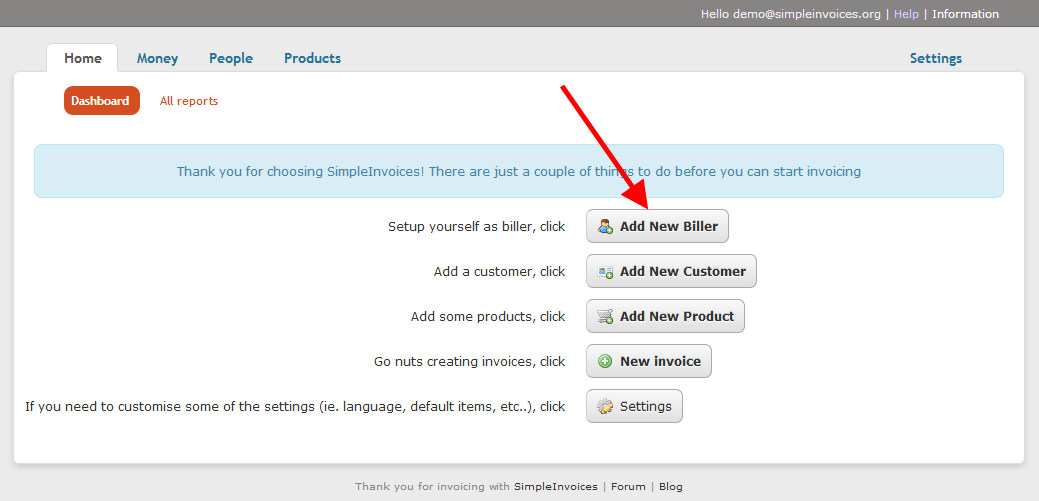 Hello demo@simpleinvoices.org | Help | Information
Home Money People Products Settings
Dashboard All reports
Thank you for choosing SimpleInvoices! There are just a couple of things to do before you can start invoicing
Setup yourself as biller, click Add New Biller
Add a customer, click Add New Customer
Add some products, click Add New Product
Go nuts creating invoices, click New invoice
If you need to customise some of the settings (ie. language, default items, etc..), click Settings
Thank you for invoicing with SimpleInvoices | Forum | Blog